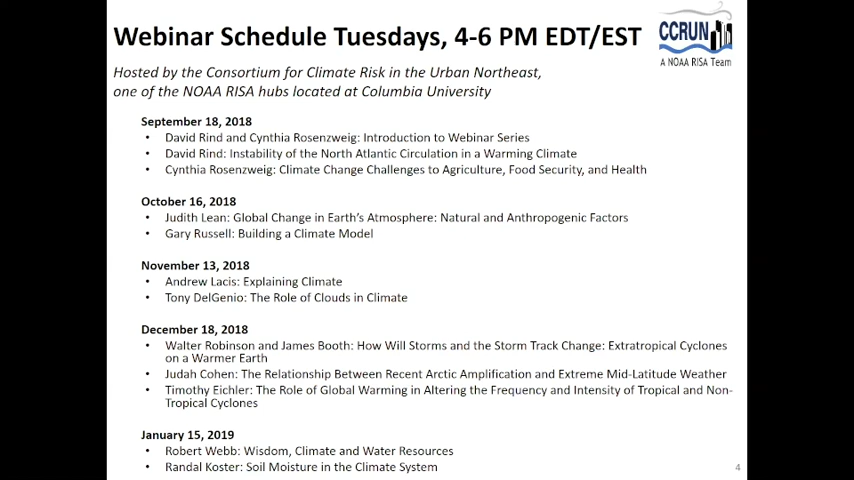 Webinar Schedule Tuesdays, 4-6 PM EDT/EST
CCRUN
A NOAA RISA Team
Hosted by the Consortium for Climate Risk in the Urban Northeast,
one of the NOAA RISA hubs located at Columbia University
September 18, 2018
• David Rind and Cynthia Rosenzweig: Introduction to Webinar Series
• David Rind: Instability of the North Atlantic Circulation in a Warming Climate
• Cynthia Rosenzweig: Climate Change Challenges to Agriculture, Food Security, and Health
October 16, 2018
• Judith Lean: Global Change in Earth's Atmosphere: Natural and Anthropogenic Factors
• Gary Russell: Building a Climate Model
November 13, 2018
• Andrew Lacis: Explaining Climate
• Tony DelGenio: The Role of Clouds in Climate
December 18, 2018
• Walter Robinson and James Booth: How Will Storms and the Storm Track Change: Extratropical Cyclones
on a Warmer Earth
• Judah Cohen: The Relationship Between Recent Arctic Amplification and Extreme Mid-Latitude Weather
• Timothy Eichler: The Role of Global Warming in Altering the Frequency and Intensity of Tropical and Non-
Tropical Cyclones
January 15, 2019
• Robert Webb: Wisdom, Climate and Water Resources
• Randal Koster: Soil Moisture in the Climate System
4